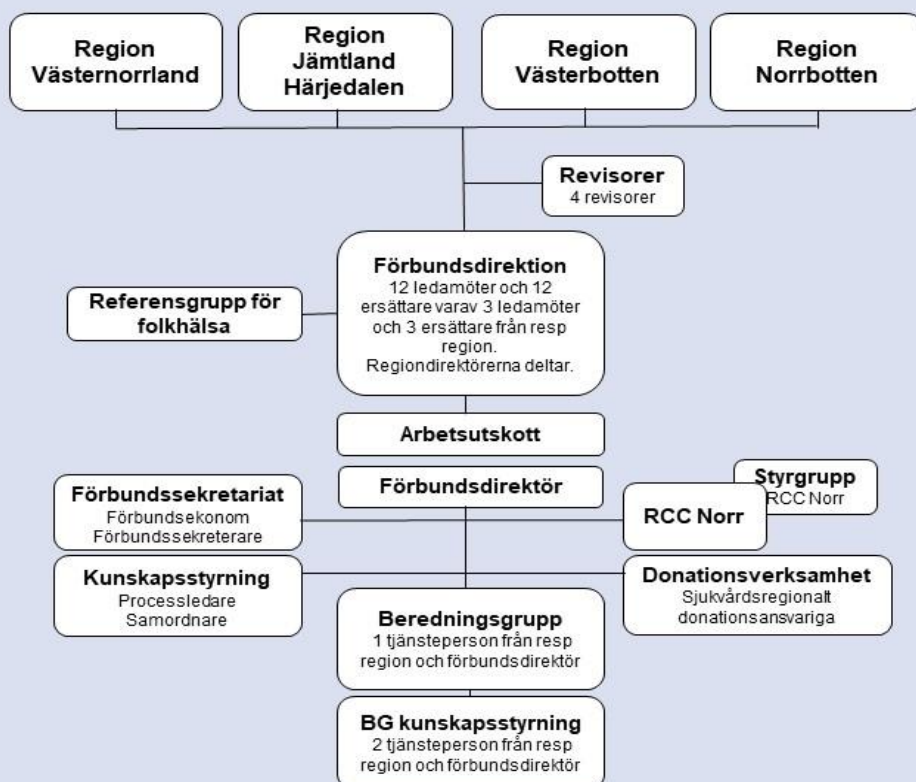 Region
Västernorrland
Region
Jämtland
Härjedalen
Region
Västerbotten
Region
Norrbotten
Revisorer
4 revisorer
Förbundsdirektion
12 ledamöter och 12
ersättare varav 3 ledamöter
och 3 ersättare från resp
region.
Regiondirektörerna deltar.
Referensgrupp för
folkhälsa
Arbetsutskott
Förbundsdirektör
Förbundssekretariat
Förbundsekonom
Förbundssekreterare
Styrgrupp
RCC Norr
RCC Norr
Kunskapsstyrning
Processledare
Samordnare
Donationsverksamhet
Sjukvårdsregionalt
donationsansvariga
Beredningsgrupp
1 tjänsteperson från resp
region och förbundsdirektör
BG kunskapsstyrning
2 tjänsteperson från resp
region och förbundsdirektör